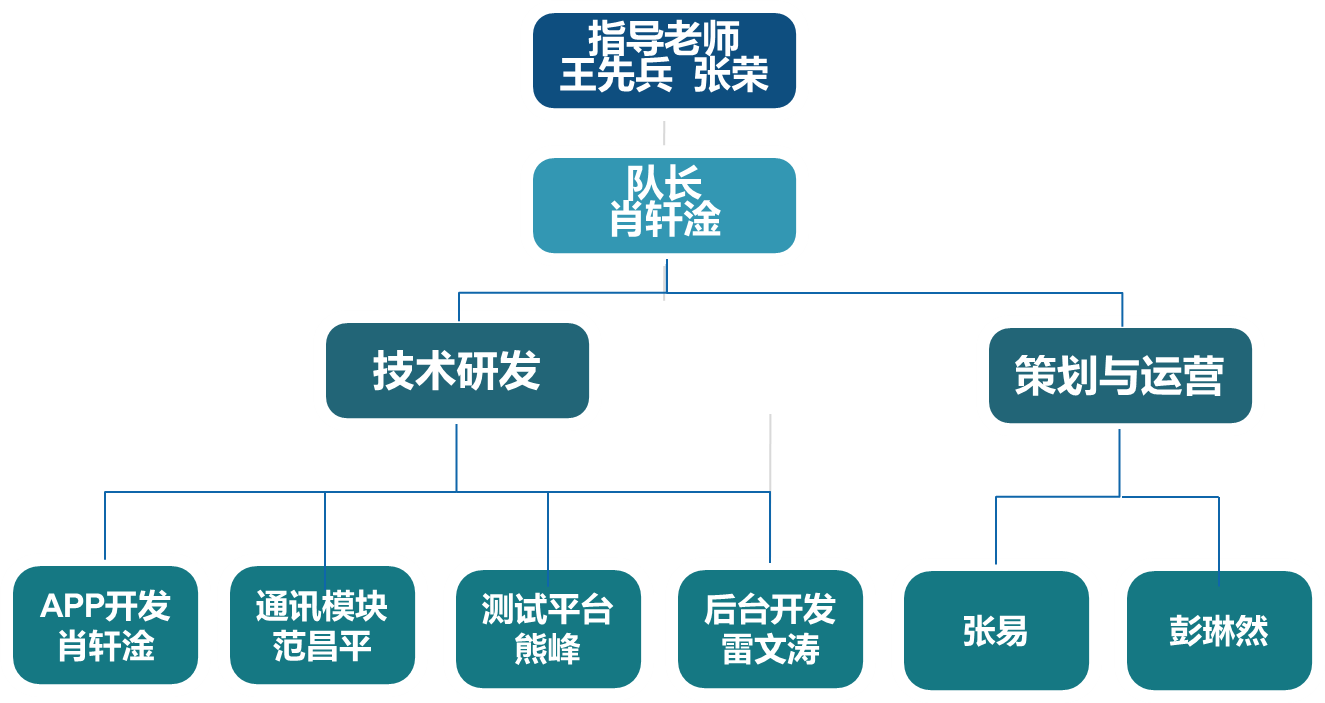 指导老师
王先兵 张荣
队长
肖轩淦
技术研发
策划与运营
APP开发
肖轩淦
通讯模块
范昌平
测试平台
熊峰
后台开发
雷文涛
张易
彭琳然